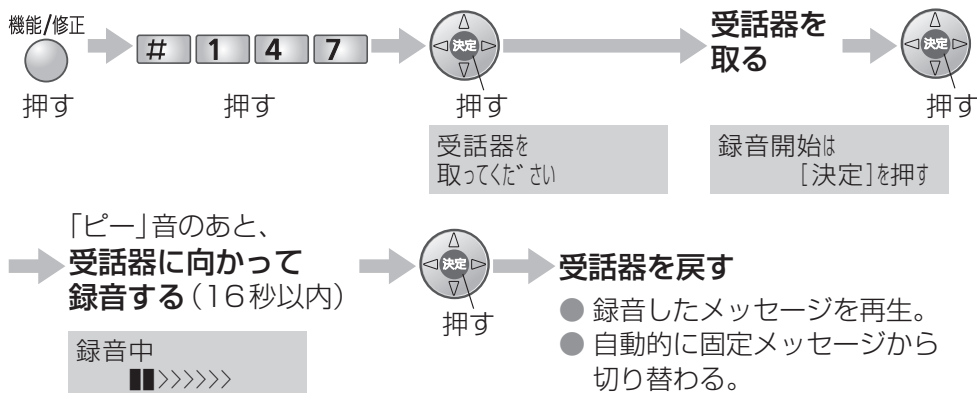 機能/修正
押す
# 1 4 7
押す
決定
押す
受話器を
取ってください
受話器を
取る
決定
押す
録音開始は
[決定]を押す
「ピー」音のあと、
受話器に向かって
録音する(16秒以内)
録音中
▮▮>>>>>>
決定
押す
受話器を戻す
● 録音したメッセージを再生。
● 自動的に固定メッセージから
切り替わる。